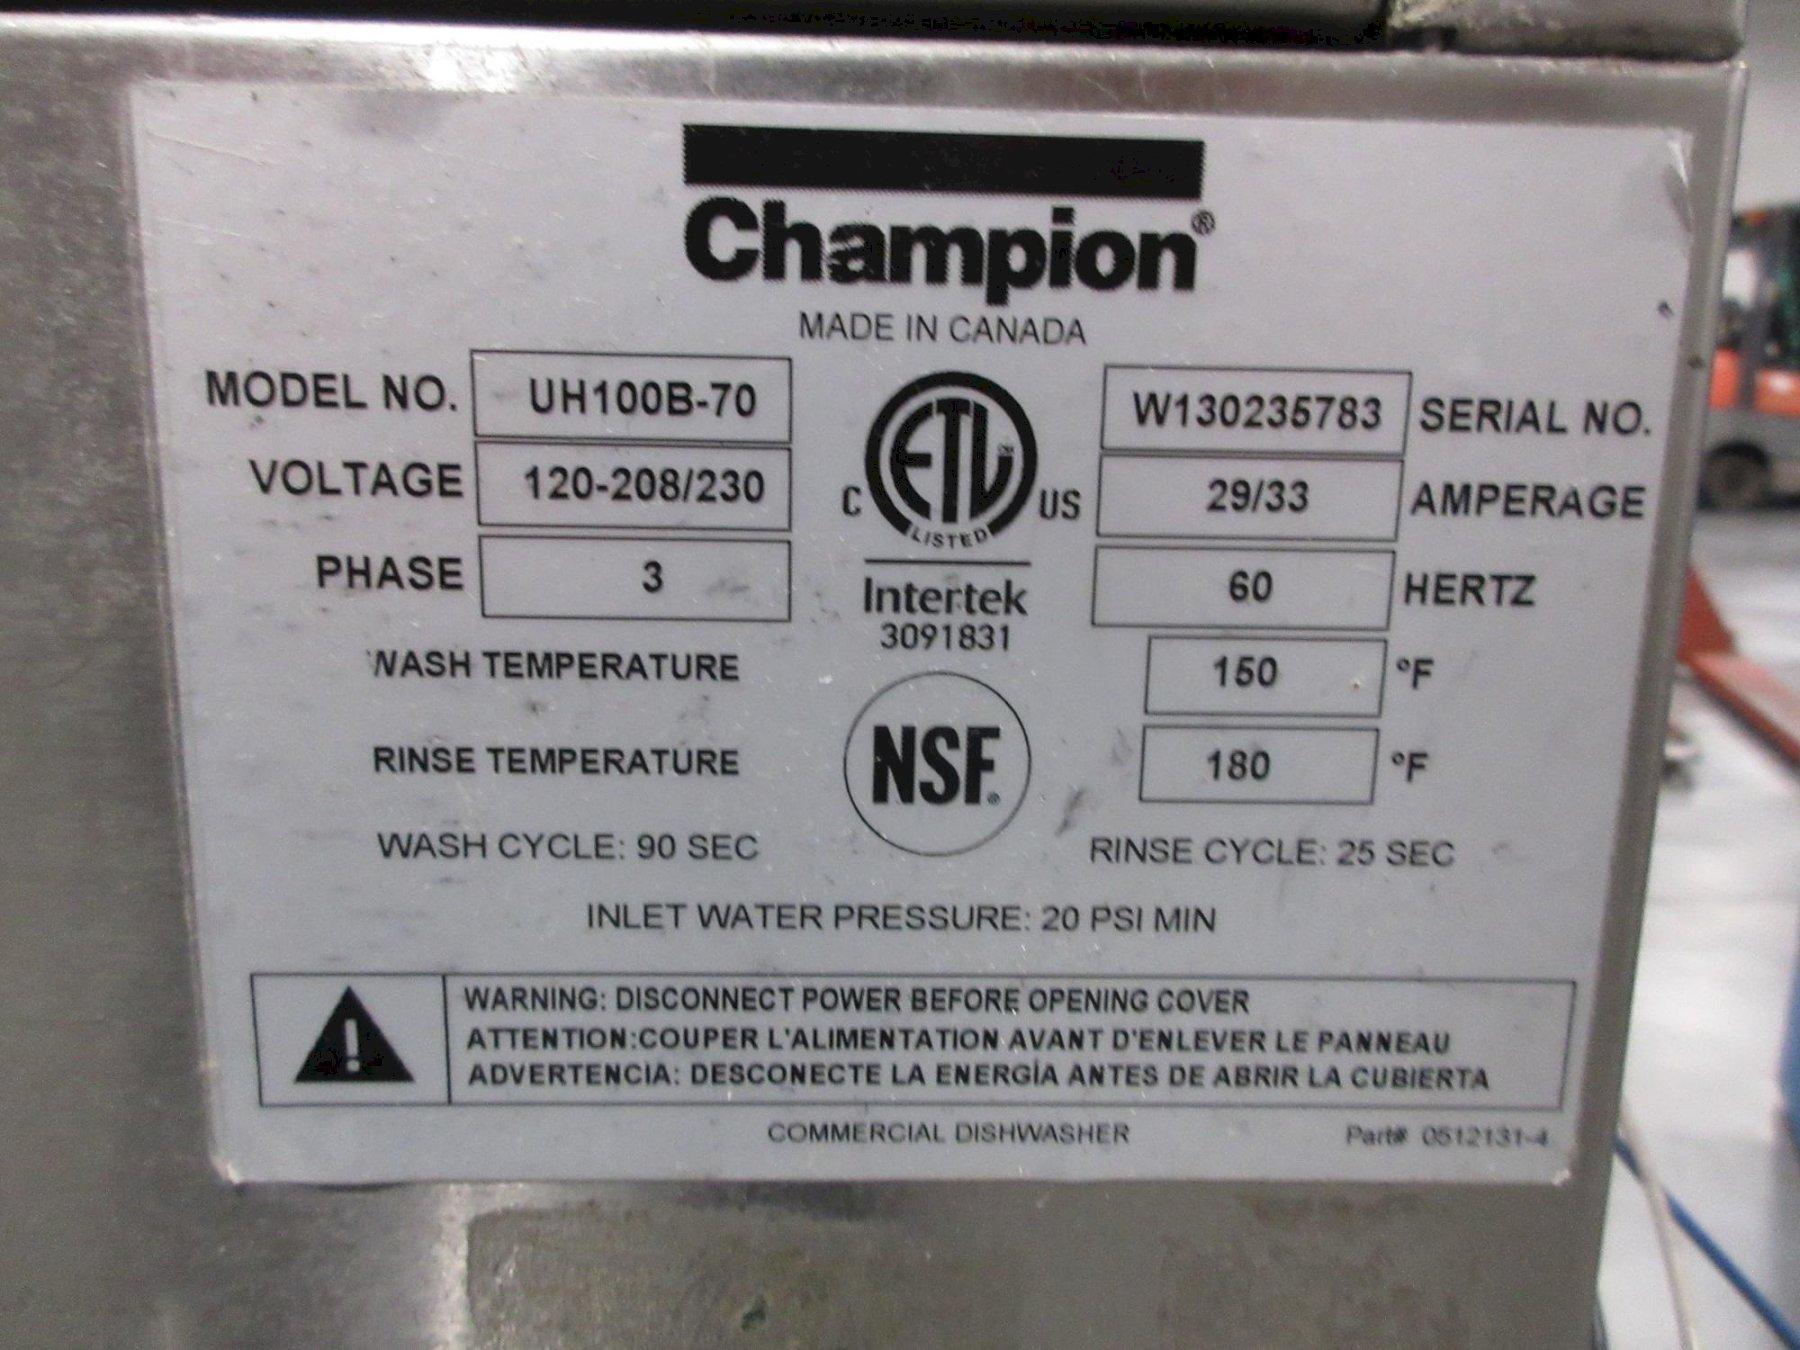 Champion®
MADE IN CANADA
MODEL NO. UH100B-70
W130235783 SERIAL NO.
VOLTAGE 120-208/230
29/33 AMPERAGE
PHASE 3
60 HERTZ
C ETL US
LISTED
Intertek
3091831
WASH TEMPERATURE 150 °F
RINSE TEMPERATURE 180 °F
NSF®
WASH CYCLE: 90 SEC
RINSE CYCLE: 25 SEC
INLET WATER PRESSURE: 20 PSI MIN
WARNING: DISCONNECT POWER BEFORE OPENING COVER
ATTENTION:COUPER L'ALIMENTATION AVANT D'ENLEVER LE PANNEAU
ADVERTENCIA: DESCONECTE LA ENERGÍA ANTES DE ABRIR LA CUBIERTA
COMMERCIAL DISHWASHER
Part# 0512131-4